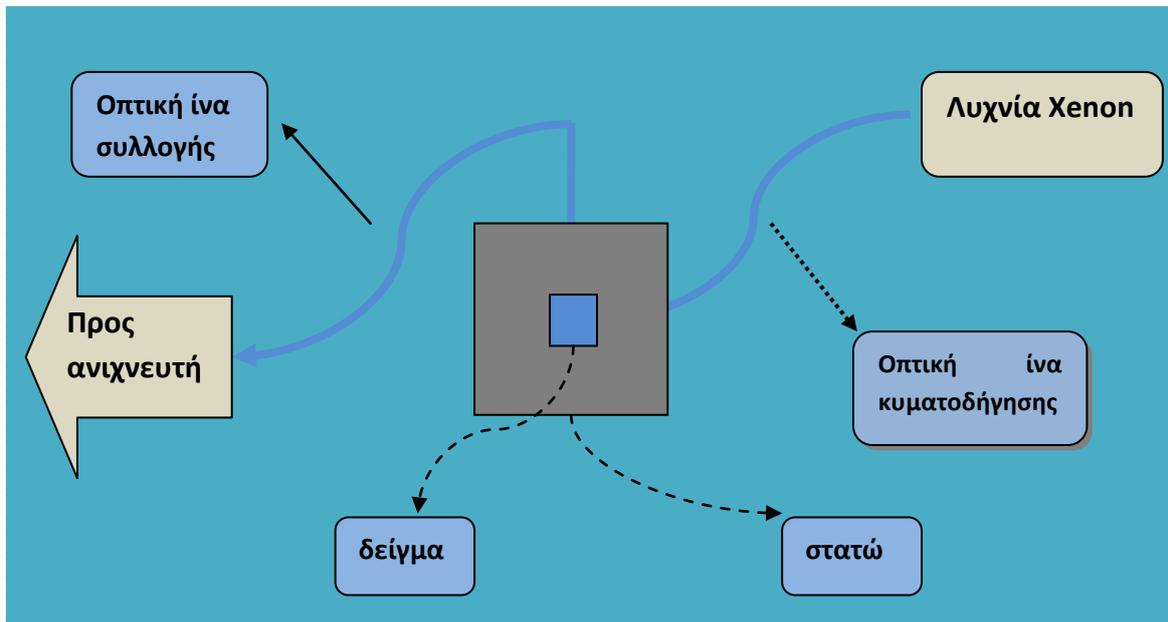 Οπτική ίνα
συλλογής
Λυχνία Xenon
Προς
ανιχνευτή
Οπτική ίνα
κυματοδήγησης
δείγμα
στατώ